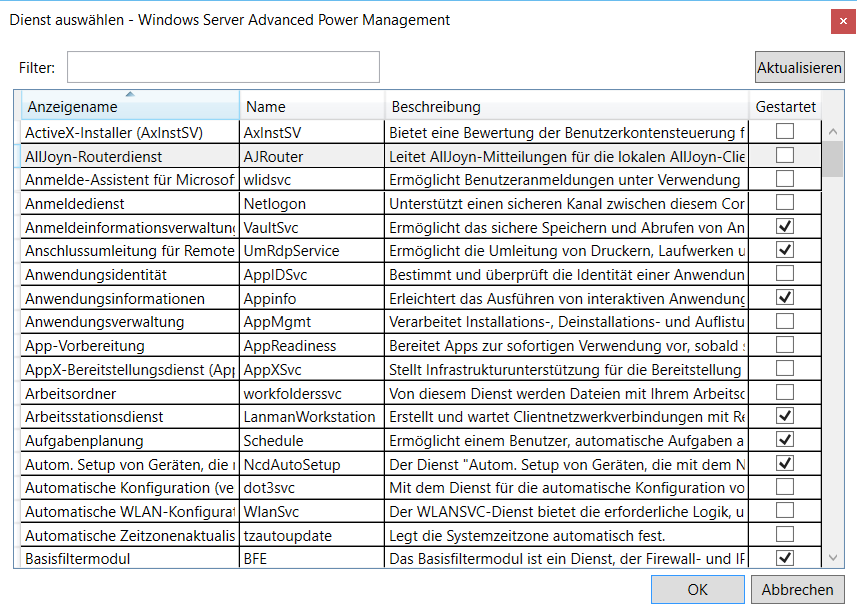 Dienst auswählen - Windows Server Advanced Power Management
Filter: Aktualisieren
Anzeigename Name Beschreibung Gestartet
ActiveX-Installer (AxInstSV) AxInstSV Bietet eine Bewertung der Benutzerkontensteuerung f
AllJoyn-Routerdienst AJRouter Leitet AllJoyn-Mitteilungen für die lokalen AllJoyn-Clie
Anmelde-Assistent für Microsof wlidsvc Ermöglicht Benutzeranmeldungen unter Verwendung
Anmeldedienst Netlogon Unterstützt einen sicheren Kanal zwischen diesem Cor
Anmeldeinformationsverwaltung VaultSvc Ermöglicht das sichere Speichern und Abrufen von An
Anschlussumleitung für Remote UmRdpService Ermöglicht die Umleitung von Druckern, Laufwerken u
Anwendungsidentität AppIDSvc Bestimmt und überprüft die Identität einer Anwendun
Anwendungsinformationen Appinfo Erleichtert das Ausführen von interaktiven Anwendung
Anwendungsverwaltung AppMgmt Verarbeitet Installations-, Deinstallations- und Auflistu
App-Vorbereitung AppReadiness Bereitet Apps zur sofortigen Verwendung vor, sobald
AppX-Bereitstellungsdienst (App AppXSvc Stellt Infrastrukturunterstützung für die Bereitstellung
Arbeitsordner workfolderssvc Von diesem Dienst werden Dateien mit Ihrem Arbeitsc
Arbeitsstationsdienst LanmanWorkstation Erstellt und wartet Clientnetzwerkverbindungen mit Re
Aufgabenplanung Schedule Ermöglicht einem Benutzer, automatische Aufgaben a
Autom. Setup von Geräten, die NcdAutoSetup Der Dienst "Autom. Setup von Geräten, die mit dem N
Automatische Konfiguration (ve dot3svc Mit dem Dienst für die automatische Konfiguration vo
Automatische WLAN-Konfigurat WlanSvc Der WLANSVC-Dienst bietet die erforderliche Logik, u
Automatische Zeitzonenaktualis tzautoupdate Legt die Systemzeitzone automatisch fest.
Basisfiltermodul BFE Das Basisfiltermodul ist ein Dienst, der Firewall- und IP
OK Abbrechen